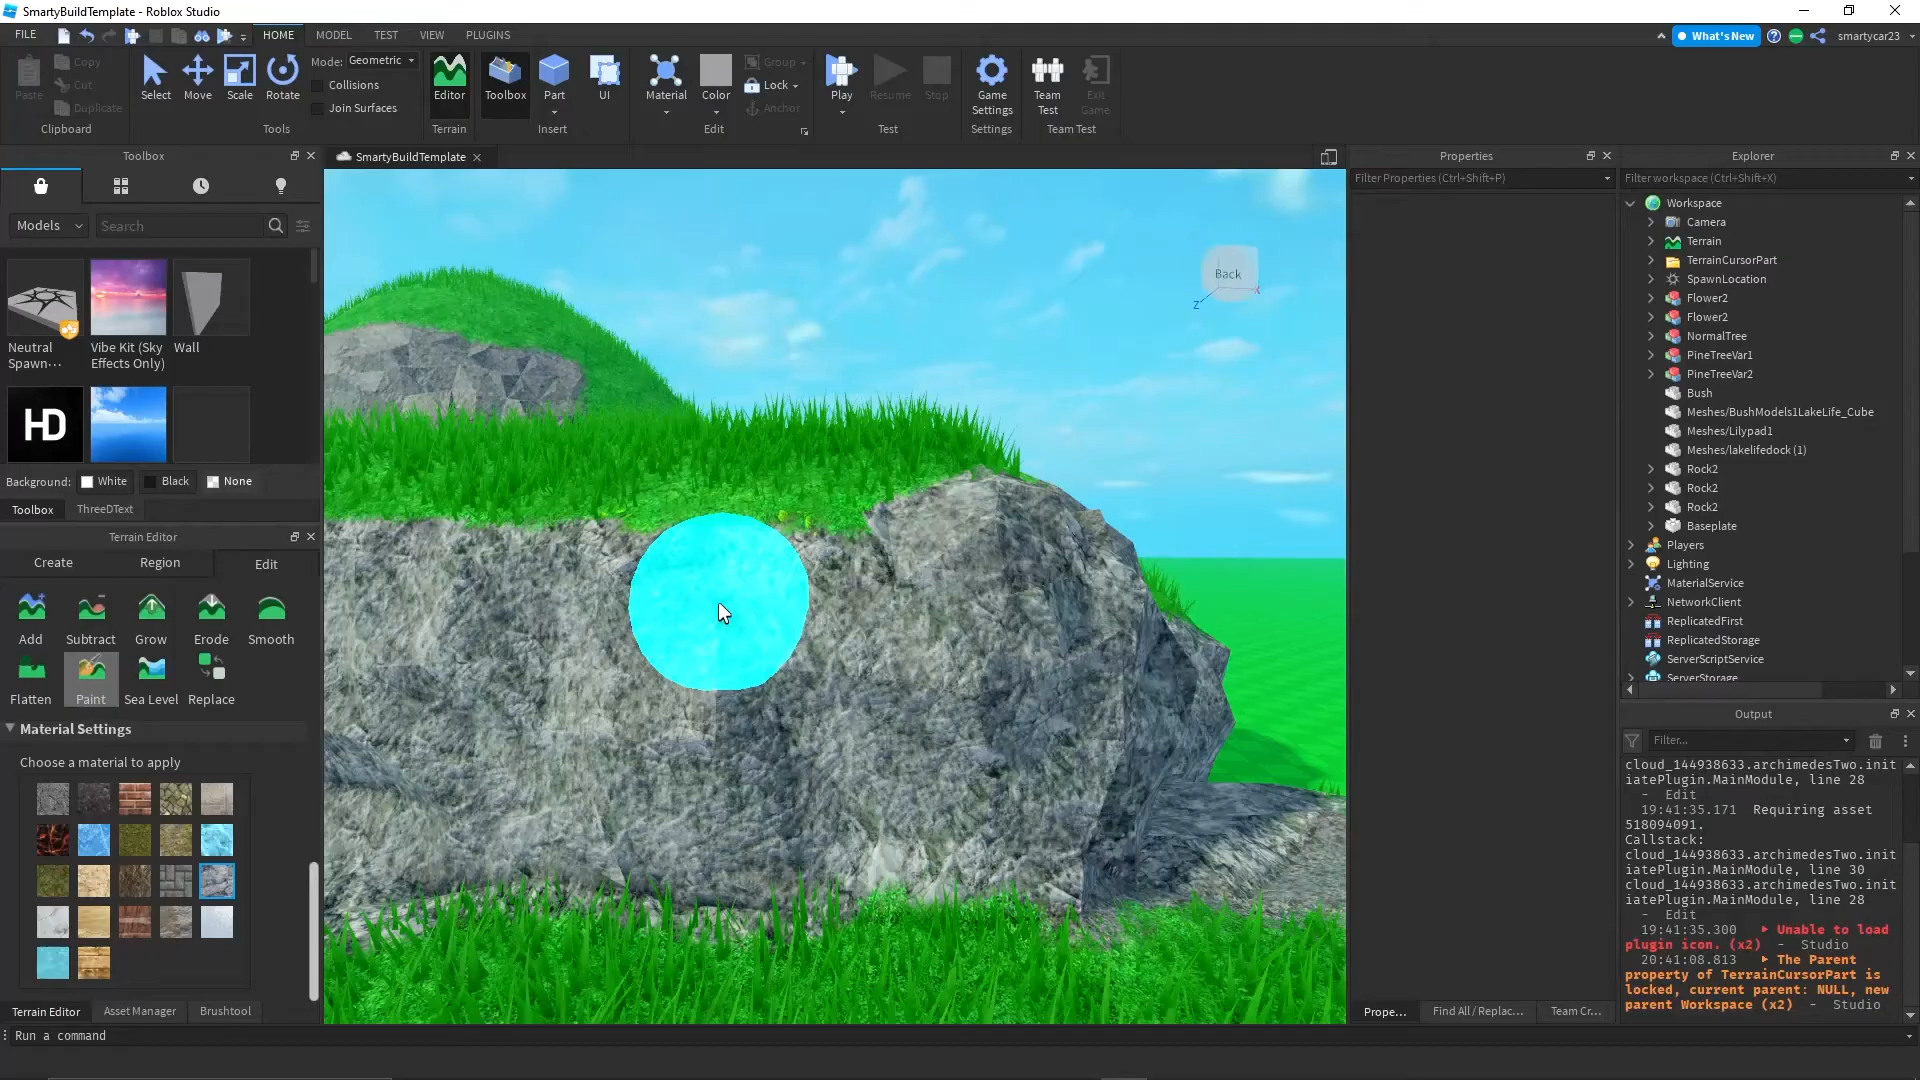 SmartyBuildTemplate - Roblox Studio
FILE
HOME
MODEL
TEST
VIEW
PLUGINS
What's New
smartycar23
Paste
Copy
Cut
Duplicate
Clipboard
Select
Move
Scale
Rotate
Mode: Geometric
Collisions
Join Surfaces
Tools
Editor
Terrain
Toolbox
Part
UI
Insert
Material
Color
Group
Lock
Anchor
Edit
Play
Resume
Stop
Test
Game Settings
Settings
Team Test
Exit Game
Team Test
Toolbox
Models
Search
Neutral Spawn...
Vibe Kit (Sky Effects Only)
Wall
HD
Background:
White
Black
None
Toolbox
ThreeDText
Terrain Editor
Create
Region
Edit
Add
Subtract
Grow
Erode
Smooth
Flatten
Paint
Sea Level
Replace
Material Settings
Choose a material to apply
Terrain Editor
Asset Manager
Brushtool
Run a command
SmartyBuildTemplate
Back
Z
X
Properties
Filter Properties (Ctrl+Shift+P)
Prope...
Find All / Replac...
Team Cr...
Explorer
Filter workspace (Ctrl+Shift+X)
Workspace
Camera
Terrain
TerrainCursorPart
SpawnLocation
Flower2
Flower2
NormalTree
PineTreeVar1
PineTreeVar2
Bush
Meshes/BushModels1LakeLife_Cube
Meshes/Lilypad1
Meshes/lakelifedock (1)
Rock2
Rock2
Rock2
Baseplate
Players
Lighting
MaterialService
NetworkClient
ReplicatedFirst
ReplicatedStorage
ServerScriptService
ServerStorage
Output
Filter...
cloud_144938633.archimedesTwo.init
iatePlugin.MainModule, line 28
- Edit
19:41:35.171 Requiring asset
518094091.
Callstack:
cloud_144938633.archimedesTwo.init
iatePlugin.MainModule, line 30
cloud_144938633.archimedesTwo.init
iatePlugin.MainModule, line 28
- Edit
19:41:35.300 Unable to load
plugin icon. (x2) - Studio
20:41:08.813 The Parent
property of TerrainCursorPart is
locked, current parent: NULL, new
parent Workspace (x2) - Studio